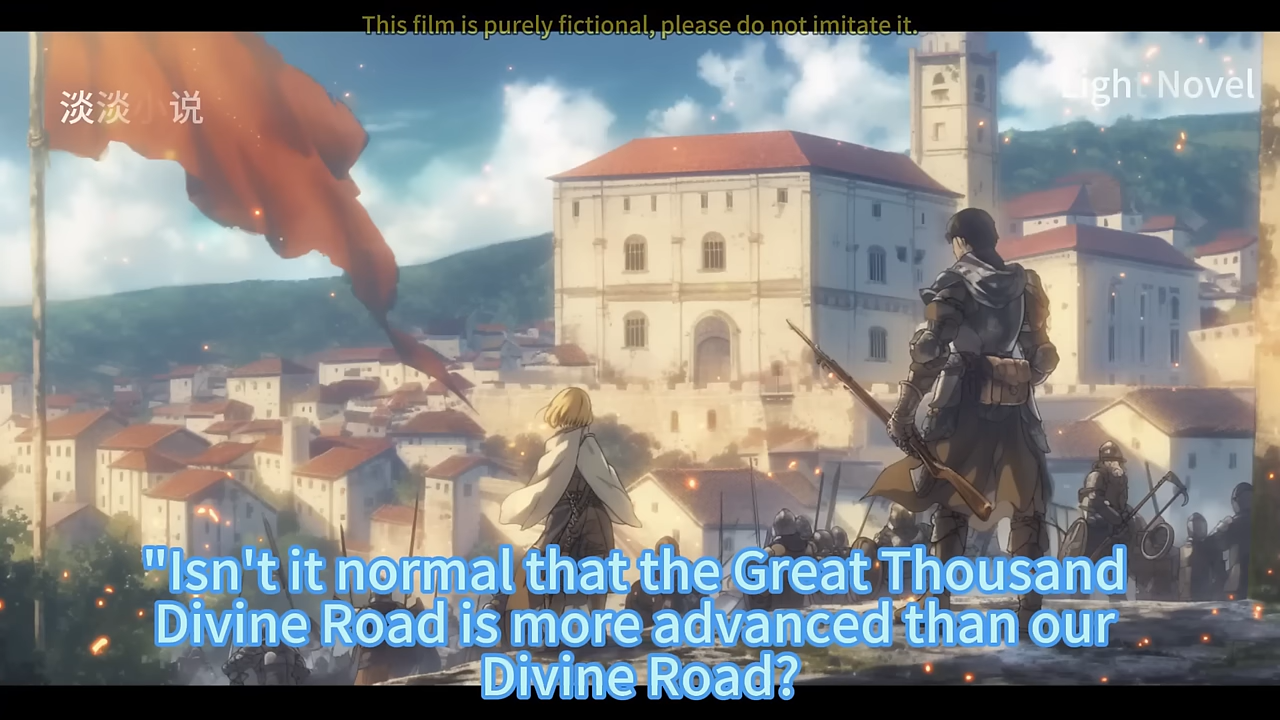 This film is purely fictional, please do not imitate it.
淡淡小说
Light Novel
"Isn't it normal that the Great Thousand
Divine Road is more advanced than our
Divine Road?